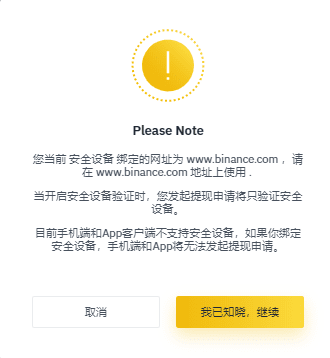 Please Note
您当前 安全设备 绑定的网址为 www.binance.com ，请
在 www.binance.com 地址上使用 .
当开启安全设备验证时，您发起提现申请将只验证安全
设备。
目前手机端和App客户端不支持安全设备，如果你绑定
安全设备，手机端和App将无法发起提现申请。
取消
我已知晓，继续